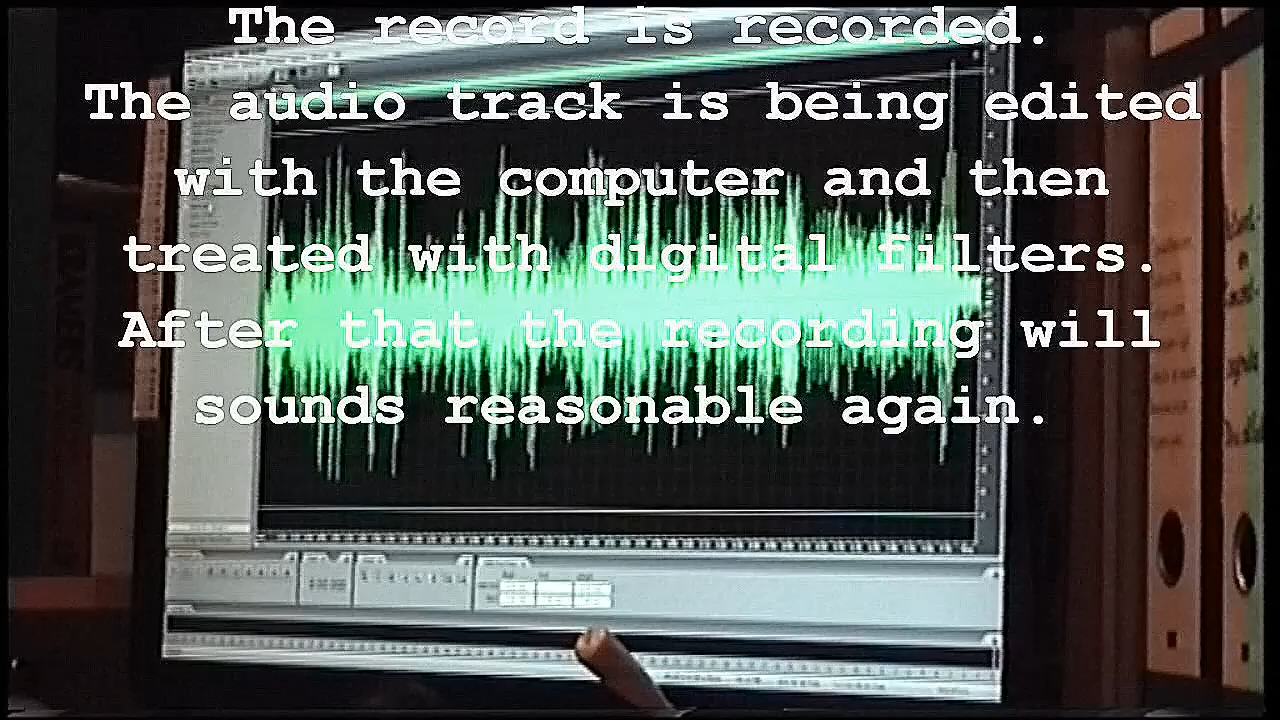 The record is recorded.
The audio track is being edited
with the computer and then
treated with digital filters.
After that the recording will
sounds reasonable again.